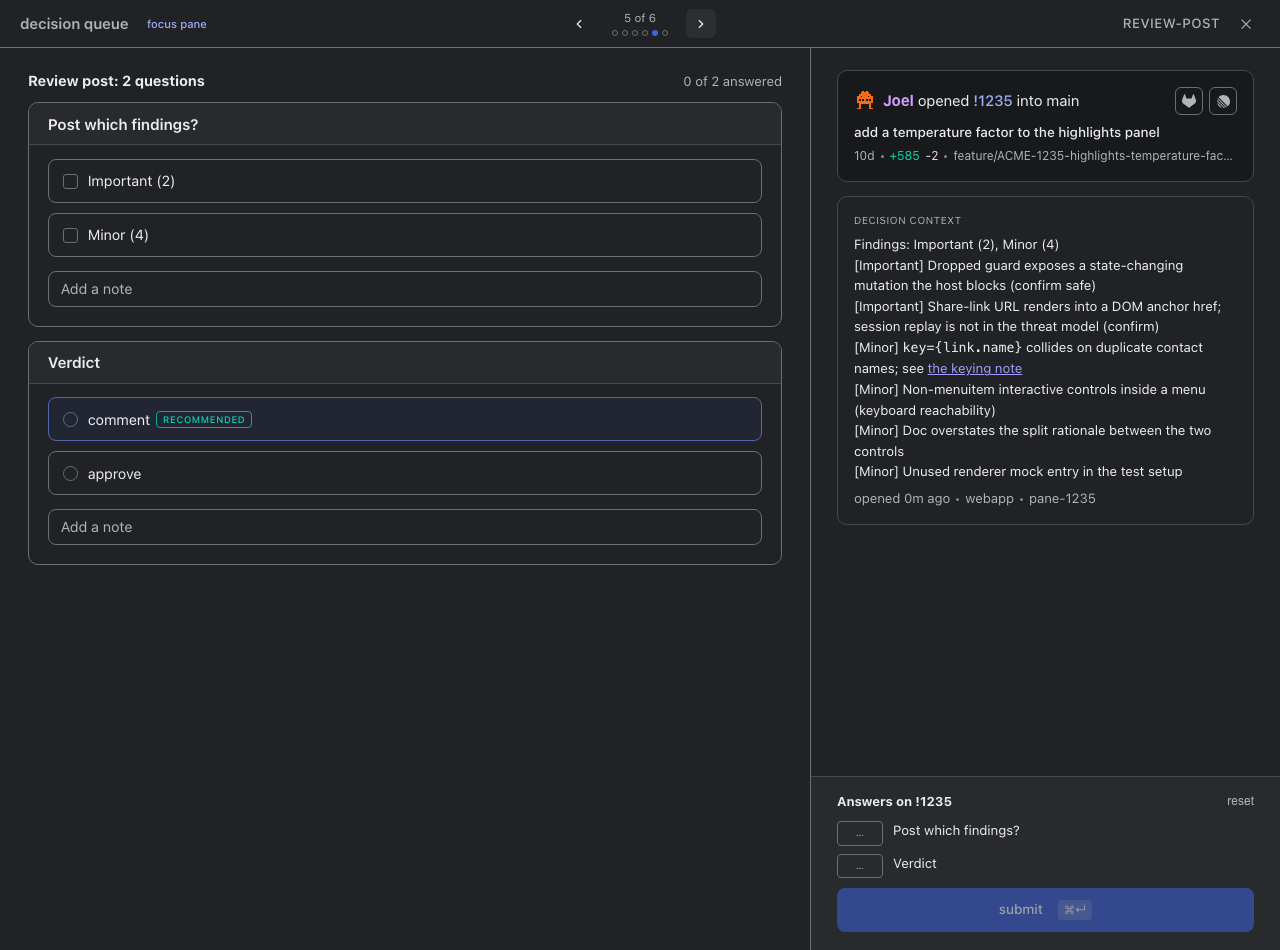 decision queue
focus pane
5 of 6
REVIEW-POST
Review post: 2 questions
0 of 2 answered
Post which findings?
Important (2)
Minor (4)
Add a note
Verdict
comment RECOMMENDED
approve
Add a note
Joel opened !1235 into main
add a temperature factor to the highlights panel
10d • +585 -2 • feature/ACME-1235-highlights-temperature-fac...
DECISION CONTEXT
Findings: Important (2), Minor (4)
[Important] Dropped guard exposes a state-changing
mutation the host blocks (confirm safe)
[Important] Share-link URL renders into a DOM anchor href;
session replay is not in the threat model (confirm)
[Minor] key={link.name} collides on duplicate contact
names; see the keying note
[Minor] Non-menuitem interactive controls inside a menu
(keyboard reachability)
[Minor] Doc overstates the split rationale between the two
controls
[Minor] Unused renderer mock entry in the test setup
opened 0m ago • webapp • pane-1235
Answers on !1235
reset
... Post which findings?
... Verdict
submit ⌘↵